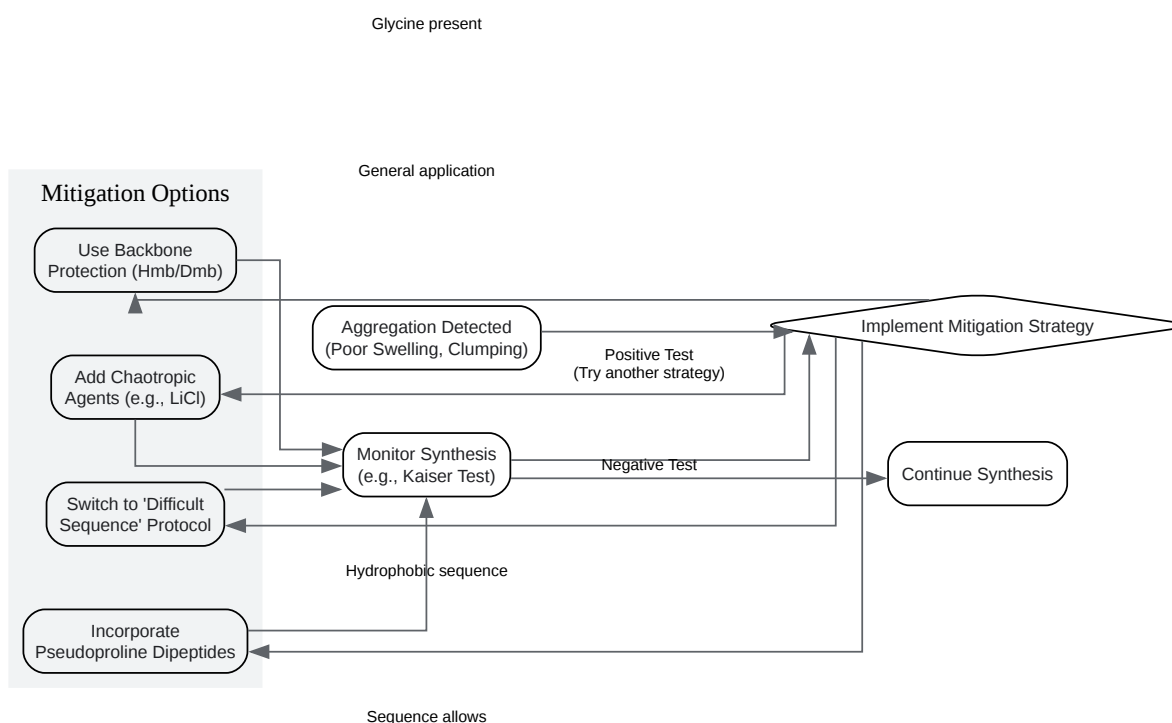 Glycine present
General application
Mitigation Options
Use Backbone
Protection (Hmb/Dmb)
Aggregation Detected
(Poor Swelling, Clumping)
Implement Mitigation Strategy
Positive Test
(Try another strategy)
Add Chaotropic
Agents (e.g., LiCl)
Monitor Synthesis
(e.g., Kaiser Test)
Negative Test
Continue Synthesis
Switch to 'Difficult
Sequence' Protocol
Hydrophobic sequence
Incorporate
Pseudoproline Dipeptides
Sequence allows